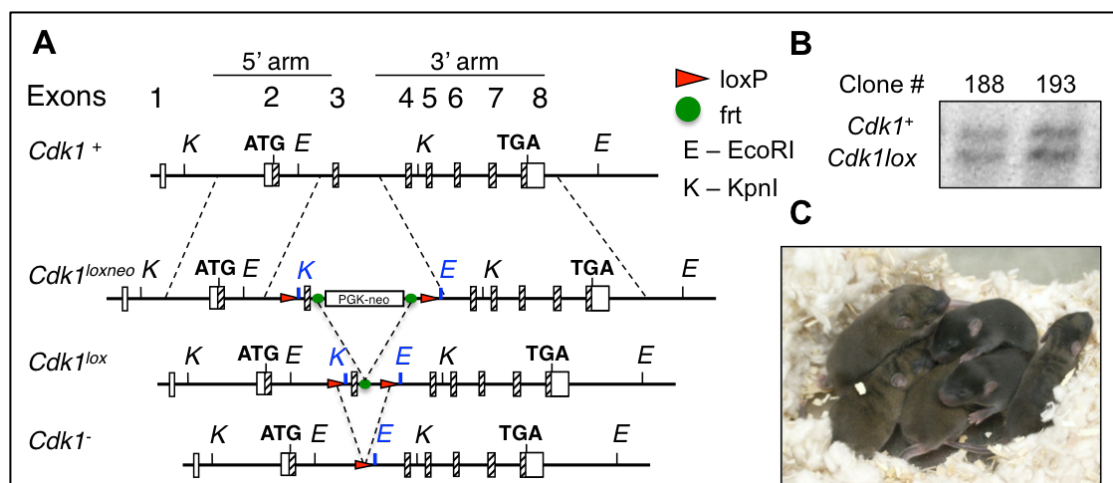 A
5' arm 3' arm
Exons 1 2 3 4 5 6 7 8
Cdk1 + K ATG E K TGA E
Cdk1loxneo K ATG E K PGK-neo E K TGA E
Cdk1lox K ATG E K E K TGA E
Cdk1- K ATG E E K TGA E
loxP
frt
E – EcoRI
K – KpnI
B
Clone # 188 193
Cdk1+
Cdk1lox
C